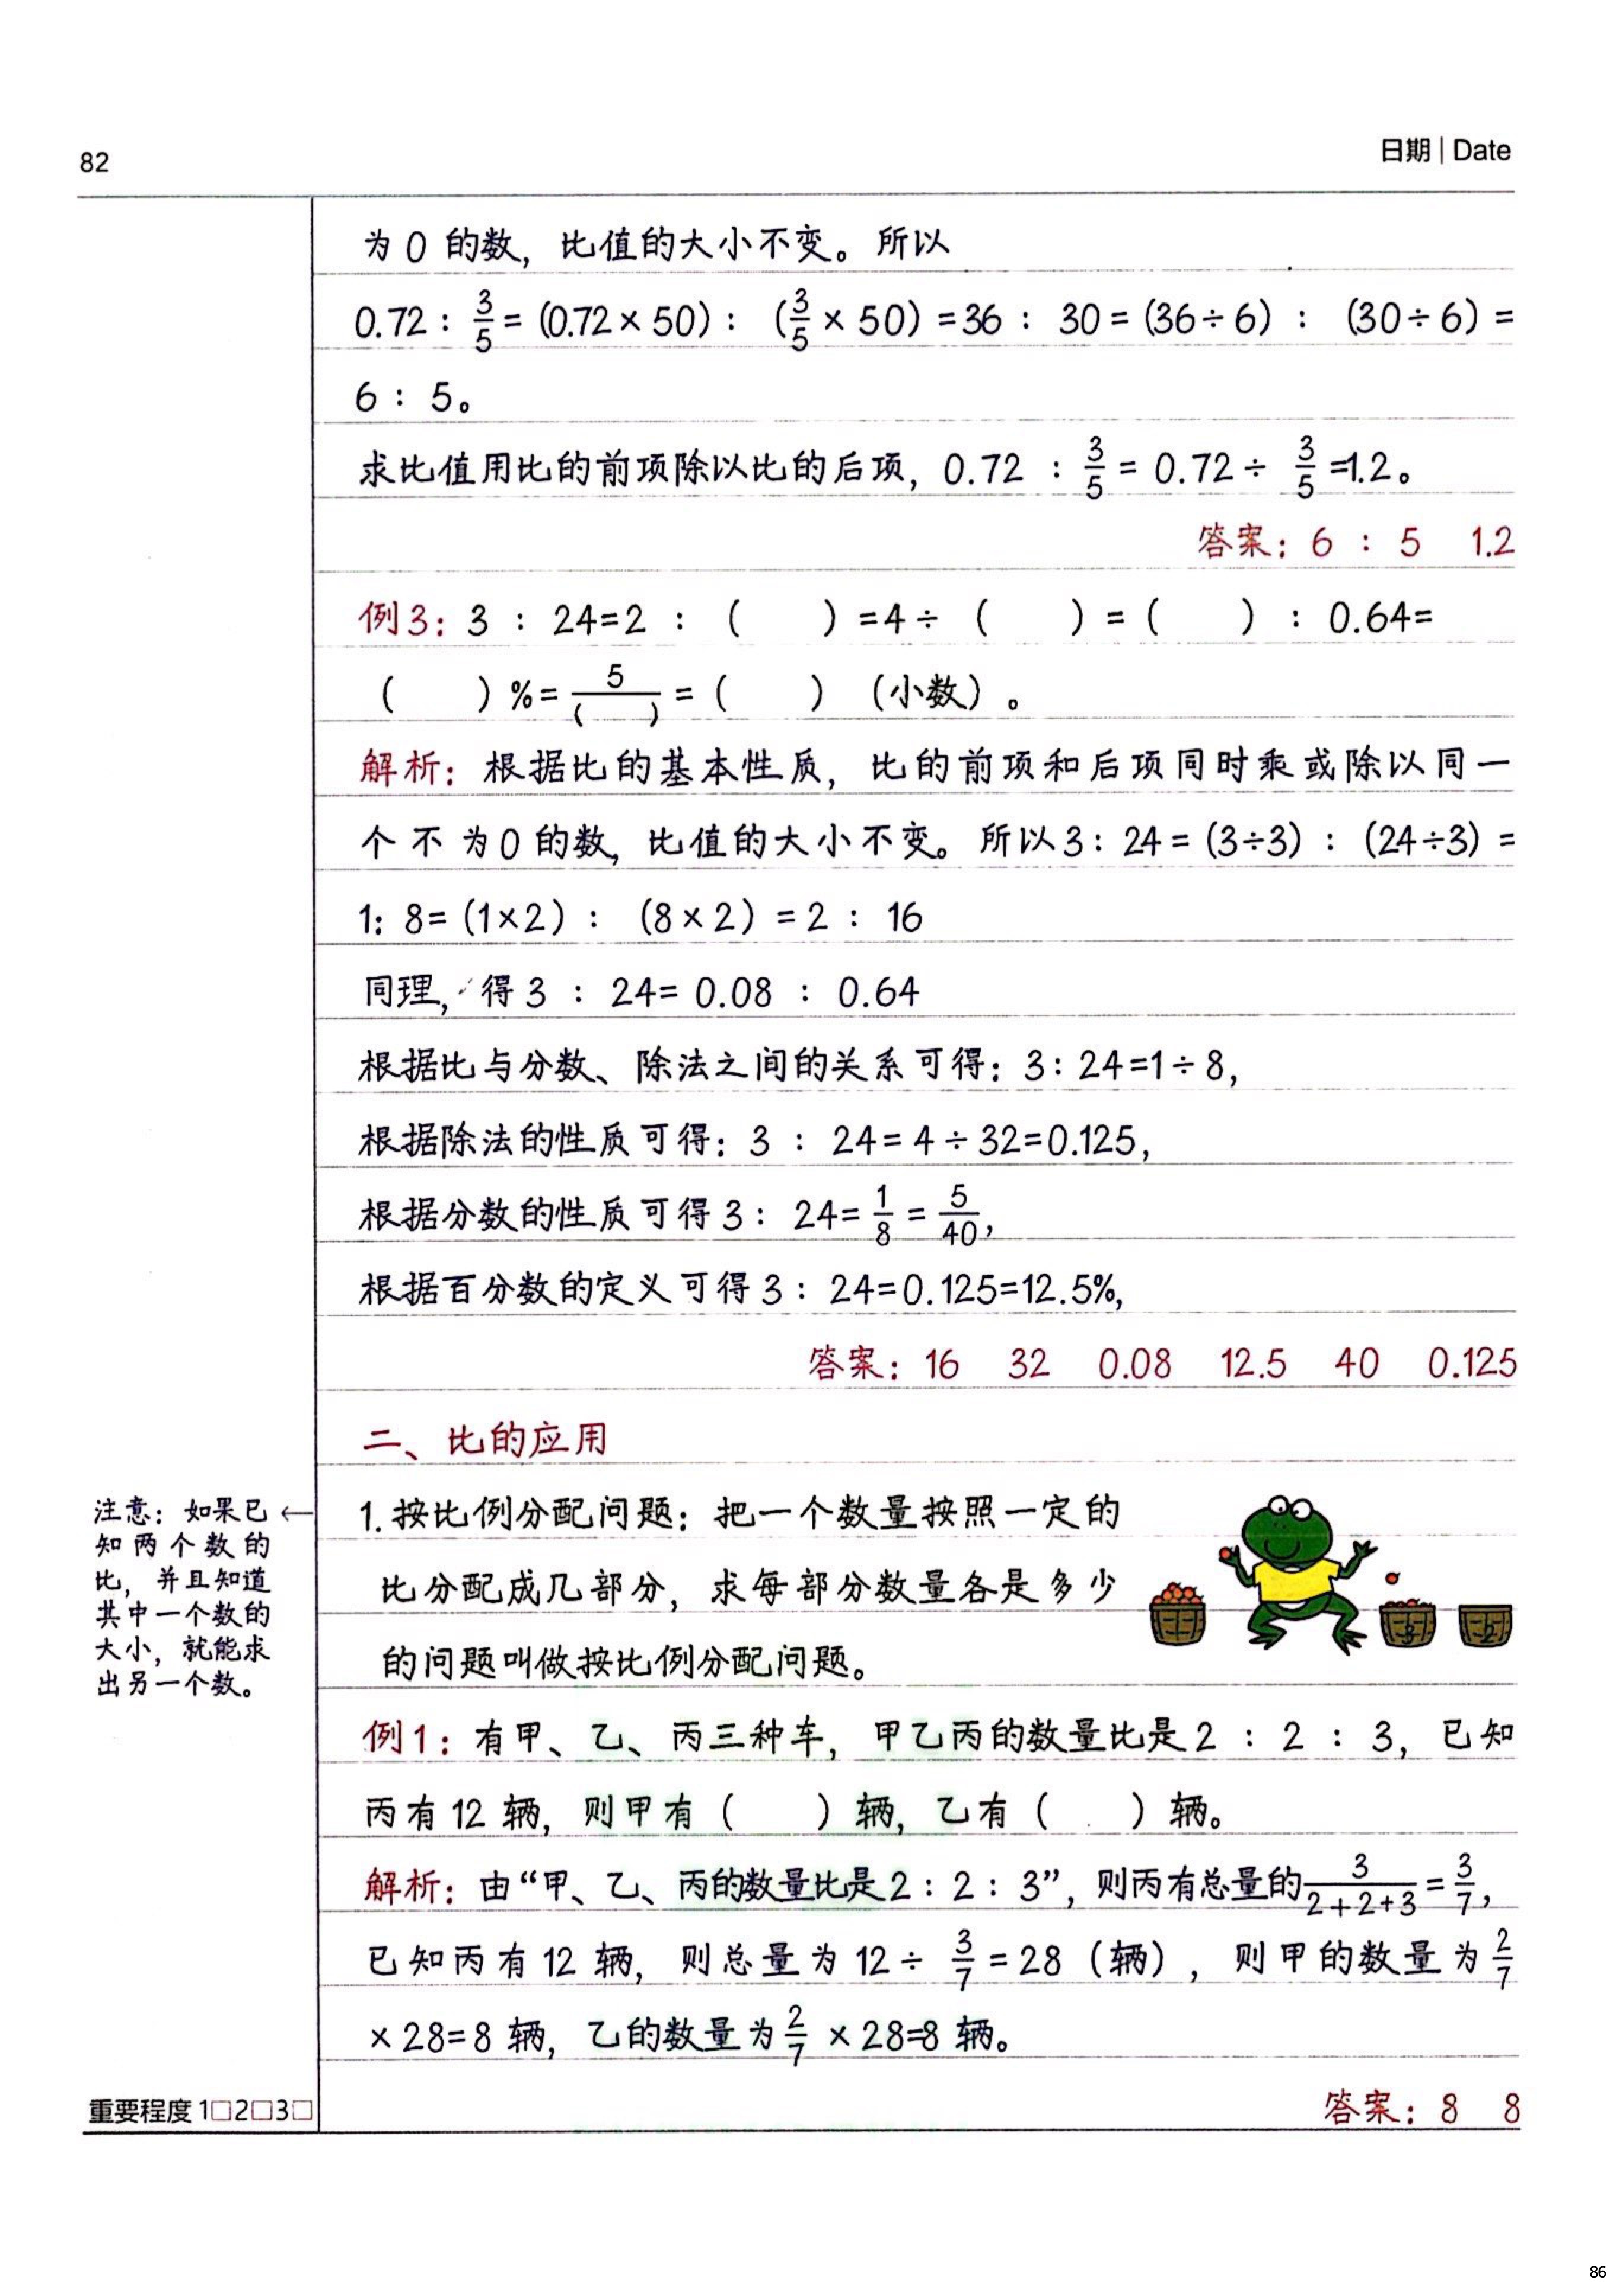 82
日期 | Date
为0的数，比值的大小不变。所以
0.72 : 3/5 = (0.72×50) : (3/5×50) =36 : 30=(36÷6) : (30÷6) =
6 : 5。
求比值用比的前项除以比的后项，0.72 : 3/5 = 0.72÷ 3/5 =1.2。
答案：6 : 5 1.2
例3：3 : 24=2 : ( ) =4÷ ( ) = ( ) : 0.64=
( ) %= 5/( ) = ( ) （小数）。
解析：根据比的基本性质，比的前项和后项同时乘或除以同一
个不为0的数，比值的大小不变。所以3 : 24= (3÷3) : (24÷3) =
1: 8= (1×2) : (8×2) =2 : 16
同理，得3 : 24= 0.08 : 0.64
根据比与分数、除法之间的关系可得：3 : 24=1÷8，
根据除法的性质可得：3 : 24=4÷32=0.125，
根据分数的性质可得3 : 24= 1/8 = 5/40，
根据百分数的定义可得3 : 24=0.125=12.5%，
答案：16 32 0.08 12.5 40 0.125
二、比的应用
注意：如果已←
知两个数的
比，并且知道
其中一个数的
大小，就能求
出另一个数。
1.按比例分配问题：把一个数量按照一定的
比分配成几部分，求每部分数量各是多少
的问题叫做按比例分配问题。
例1：有甲、乙、丙三种车，甲乙丙的数量比是2 : 2 : 3，已知
丙有12辆，则甲有（ ）辆，乙有（ ）辆。
解析：由“甲、乙、丙的数量比是2 : 2 : 3”，则丙有总量的3/(2+2+3) = 3/7，
已知丙有12辆，则总量为12÷ 3/7 =28（辆），则甲的数量为2/7
×28=8辆，乙的数量为2/7 ×28=8辆。
重要程度 1□2□3□
答案：8 8
86